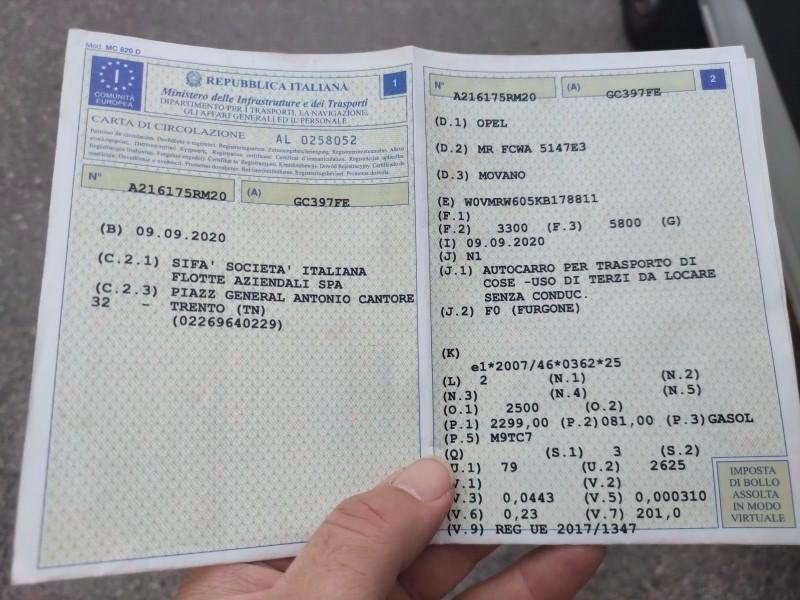 Mod. MC 820 D
I
COMUNITÀ
EUROPEA
REPUBBLICA ITALIANA
1
Ministero delle Infrastrutture e dei Trasporti
DIPARTIMENTO PER I TRASPORTI, LA NAVIGAZIONE,
GLI AFFARI GENERALI ED IL PERSONALE
CARTA DI CIRCOLAZIONE
AL 0258052
N° A216175RM20 (A) GC397FE
(B) 09.09.2020
(C.2.1) SIFA' SOCIETA' ITALIANA
FLOTTE AZIENDALI SPA
(C.2.3) PIAZZ GENERAL ANTONIO CANTORE
32 - TRENTO (TN)
(02269640229)
N° A216175RM20 (A) GC397FE
2
(D.1) OPEL
(D.2) MR FCWA 5147E3
(D.3) MOVANO
(E) W0VMRW605KB178811
(F.1)
(F.2) 3300 (F.3) 5800 (G)
(I) 09.09.2020
(J) N1
(J.1) AUTOCARRO PER TRASPORTO DI
COSE -USO DI TERZI DA LOCARE
SENZA CONDUC.
(J.2) F0 (FURGONE)
(K)
e1*2007/46*0362*25
(L) 2 (N.1) (N.2)
(N.3) (N.4) (N.5)
(O.1) 2500 (O.2)
(P.1) 2299,00 (P.2)081,00 (P.3)GASOL
(P.5) M9TC7
(Q) (S.1) 3 (S.2)
U.1) 79 (U.2) 2625
V.1) (V.2)
V.3) 0,0443 (V.5) 0,000310
(V.6) 0,23 (V.7) 201,0
(V.9) REG UE 2017/1347
IMPOSTA
DI BOLLO
ASSOLTA
IN MODO
VIRTUALE